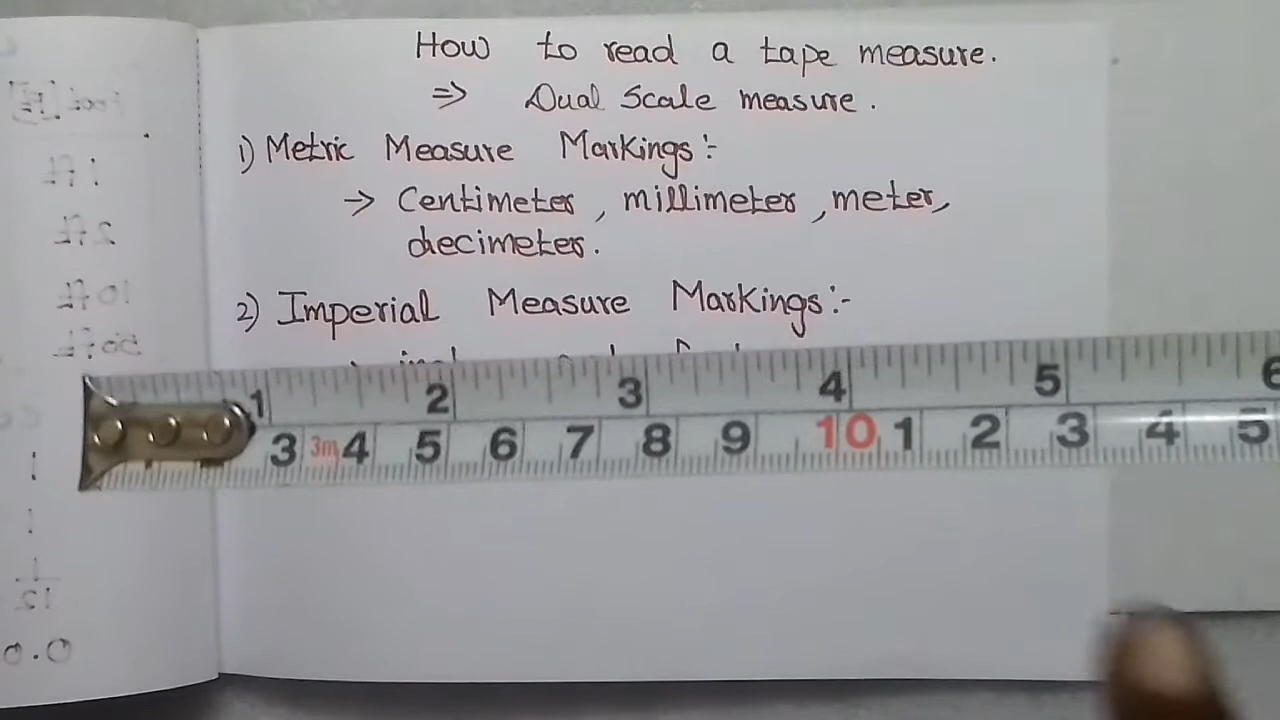 How to read a tape measure.
=> Dual Scale measure.
1) Metric Measure Markings:-
→ Centimeter, millimeter, meter,
decimeter.
2) Imperial Measure Markings:-
1 2 3 4 5 6
3 3m 4 5 6 7 8 9 10 1 2 3 4 5